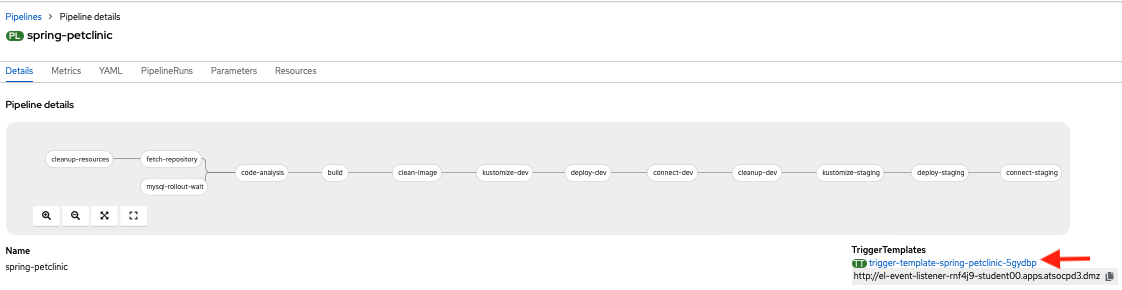 Pipelines > Pipeline details
PL spring-petclinic
Details Metrics YAML PipelineRuns Parameters Resources
Pipeline details
cleanup-resources fetch-repository
mysql-rollout-wait
code-analysis build clean-image kustomize-dev deploy-dev connect-dev cleanup-dev kustomize-staging deploy-staging connect-staging
Name
spring-petclinic
TriggerTemplates
TT trigger-template-spring-petclinic-5gydbp
http://el-event-listener-rnf4j9-student00.apps.atsocpd3.dmz